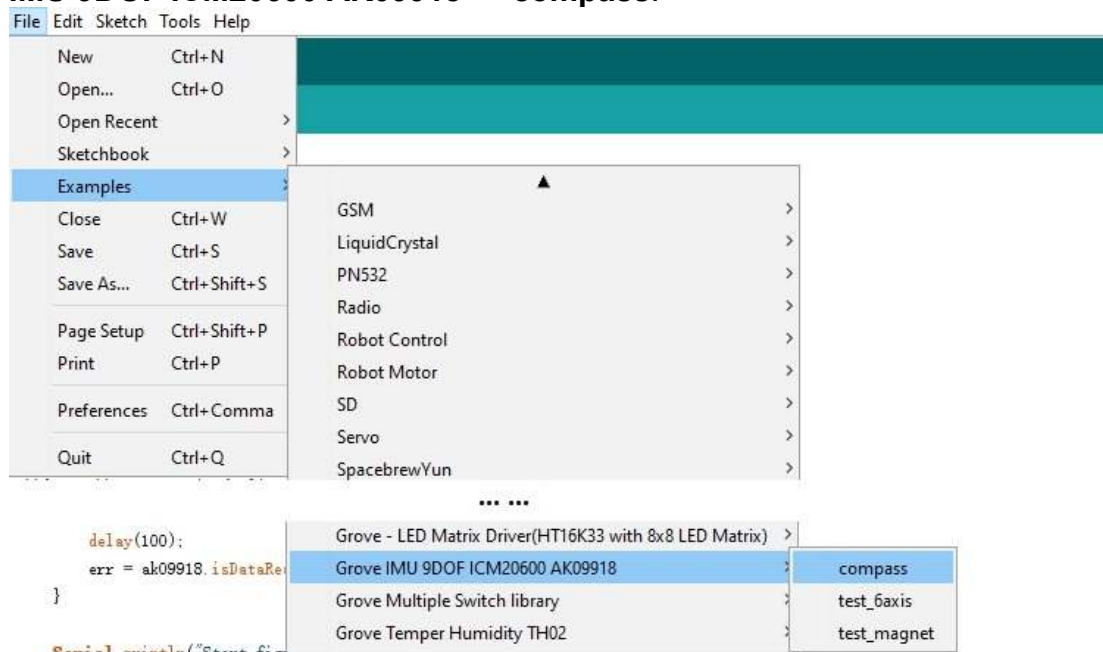 File Edit Sketch Tools Help
New Ctrl+N
Open... Ctrl+O
Open Recent >
Sketchbook >
Examples
Close Ctrl+W
Save Ctrl+S
Save As... Ctrl+Shift+S
Page Setup Ctrl+Shift+P
Print Ctrl+P
Preferences Ctrl+Comma
Quit Ctrl+Q
GSM >
LiquidCrystal >
PN532 >
Radio >
Robot Control >
Robot Motor >
SD >
Servo >
SpacebrewYun >
... ...
Grove - LED Matrix Driver(HT16K33 with 8x8 LED Matrix) >
Grove IMU 9DOF ICM20600 AK09918
Grove Multiple Switch library
Grove Temper Humidity TH02
compass
test_6axis
test_magnet
delay(100);
err = ak09918.isDataRe
}